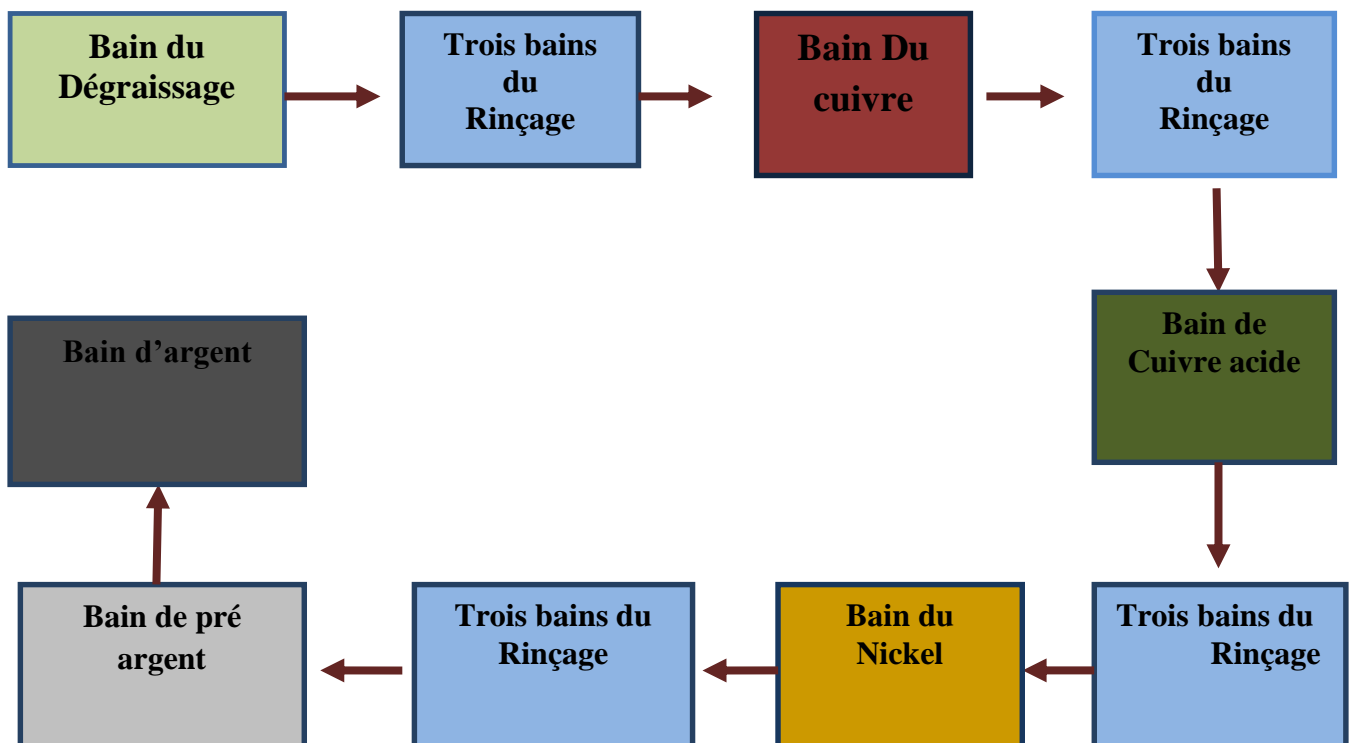 Bain du
Dégraissage
Trois bains
du
Rinçage
Bain Du
cuivre
Trois bains
du
Rinçage
Bain de
Cuivre acide
Trois bains du
Rinçage
Bain du
Nickel
Trois bains du
Rinçage
Bain de pré
argent
Bain d’argent